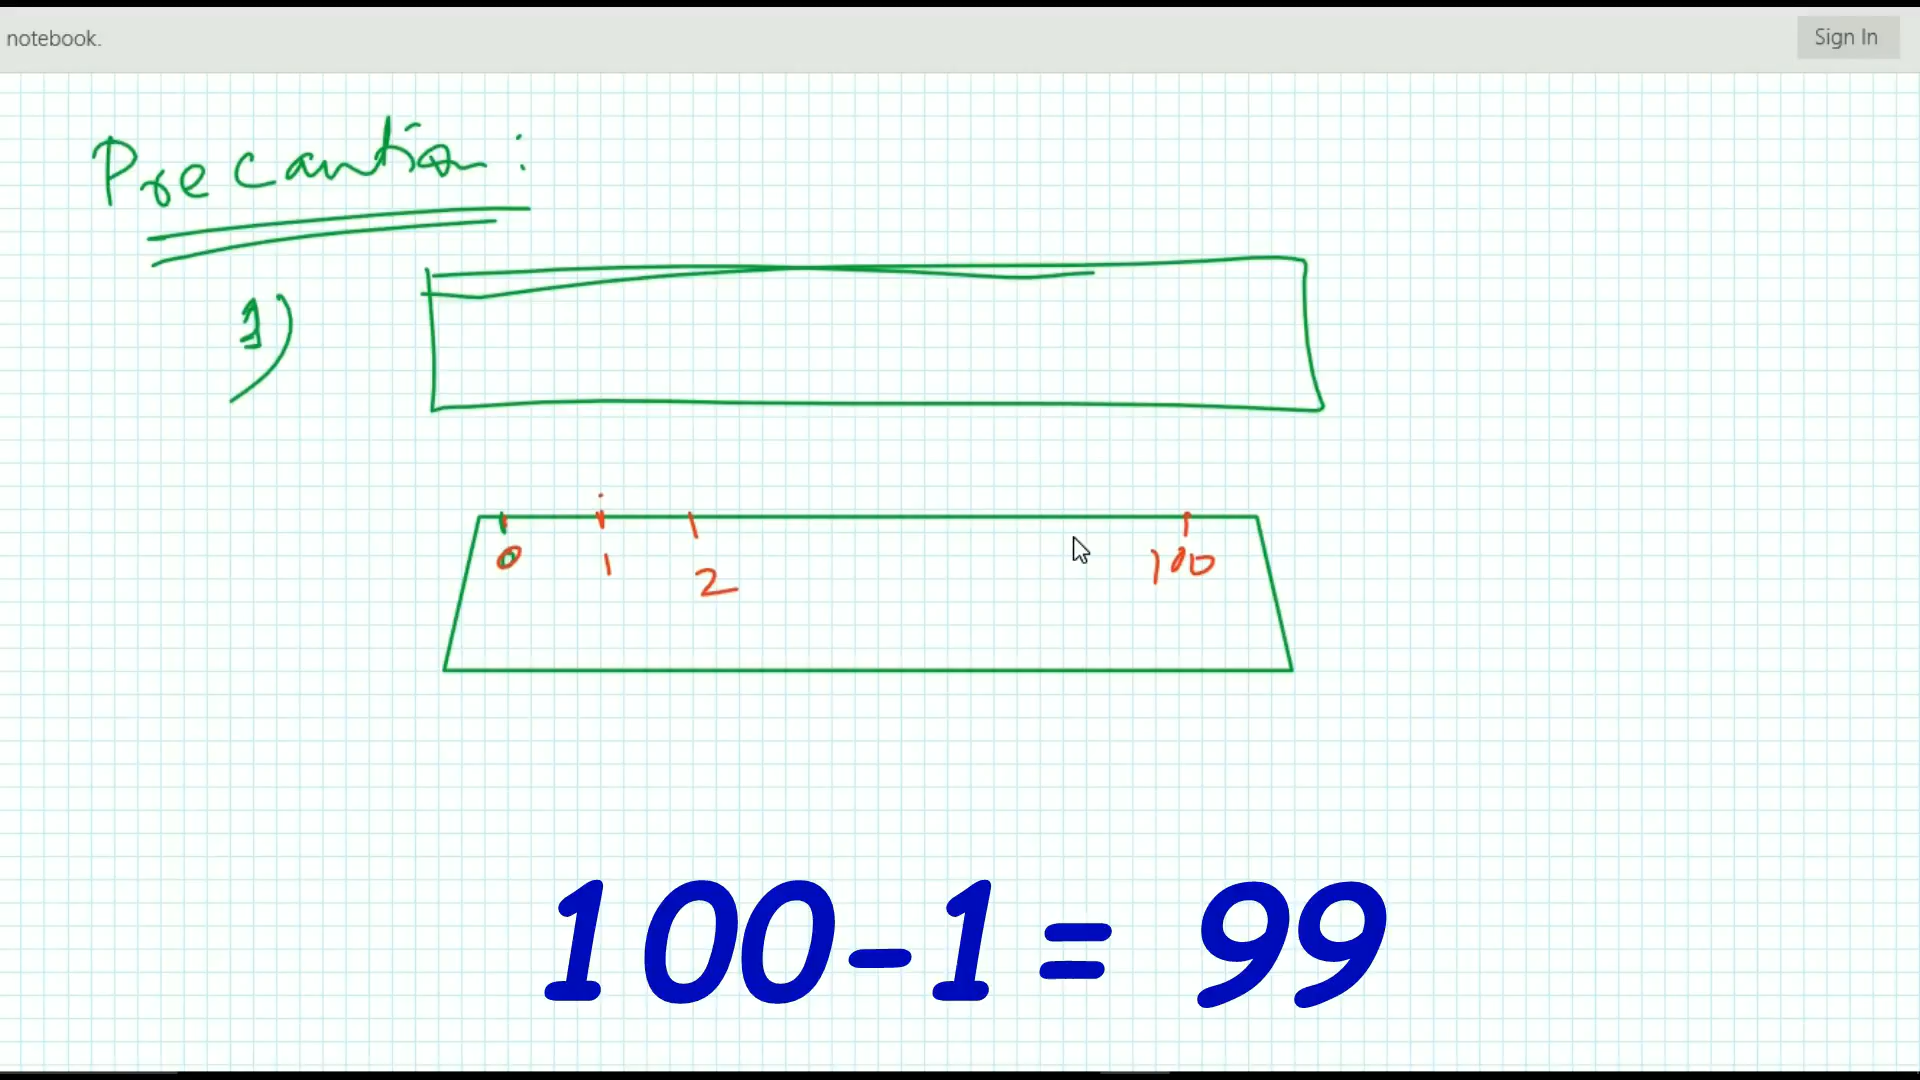 notebook.
Sign In
Precaution:
1)
0 1 2 100
100-1= 99